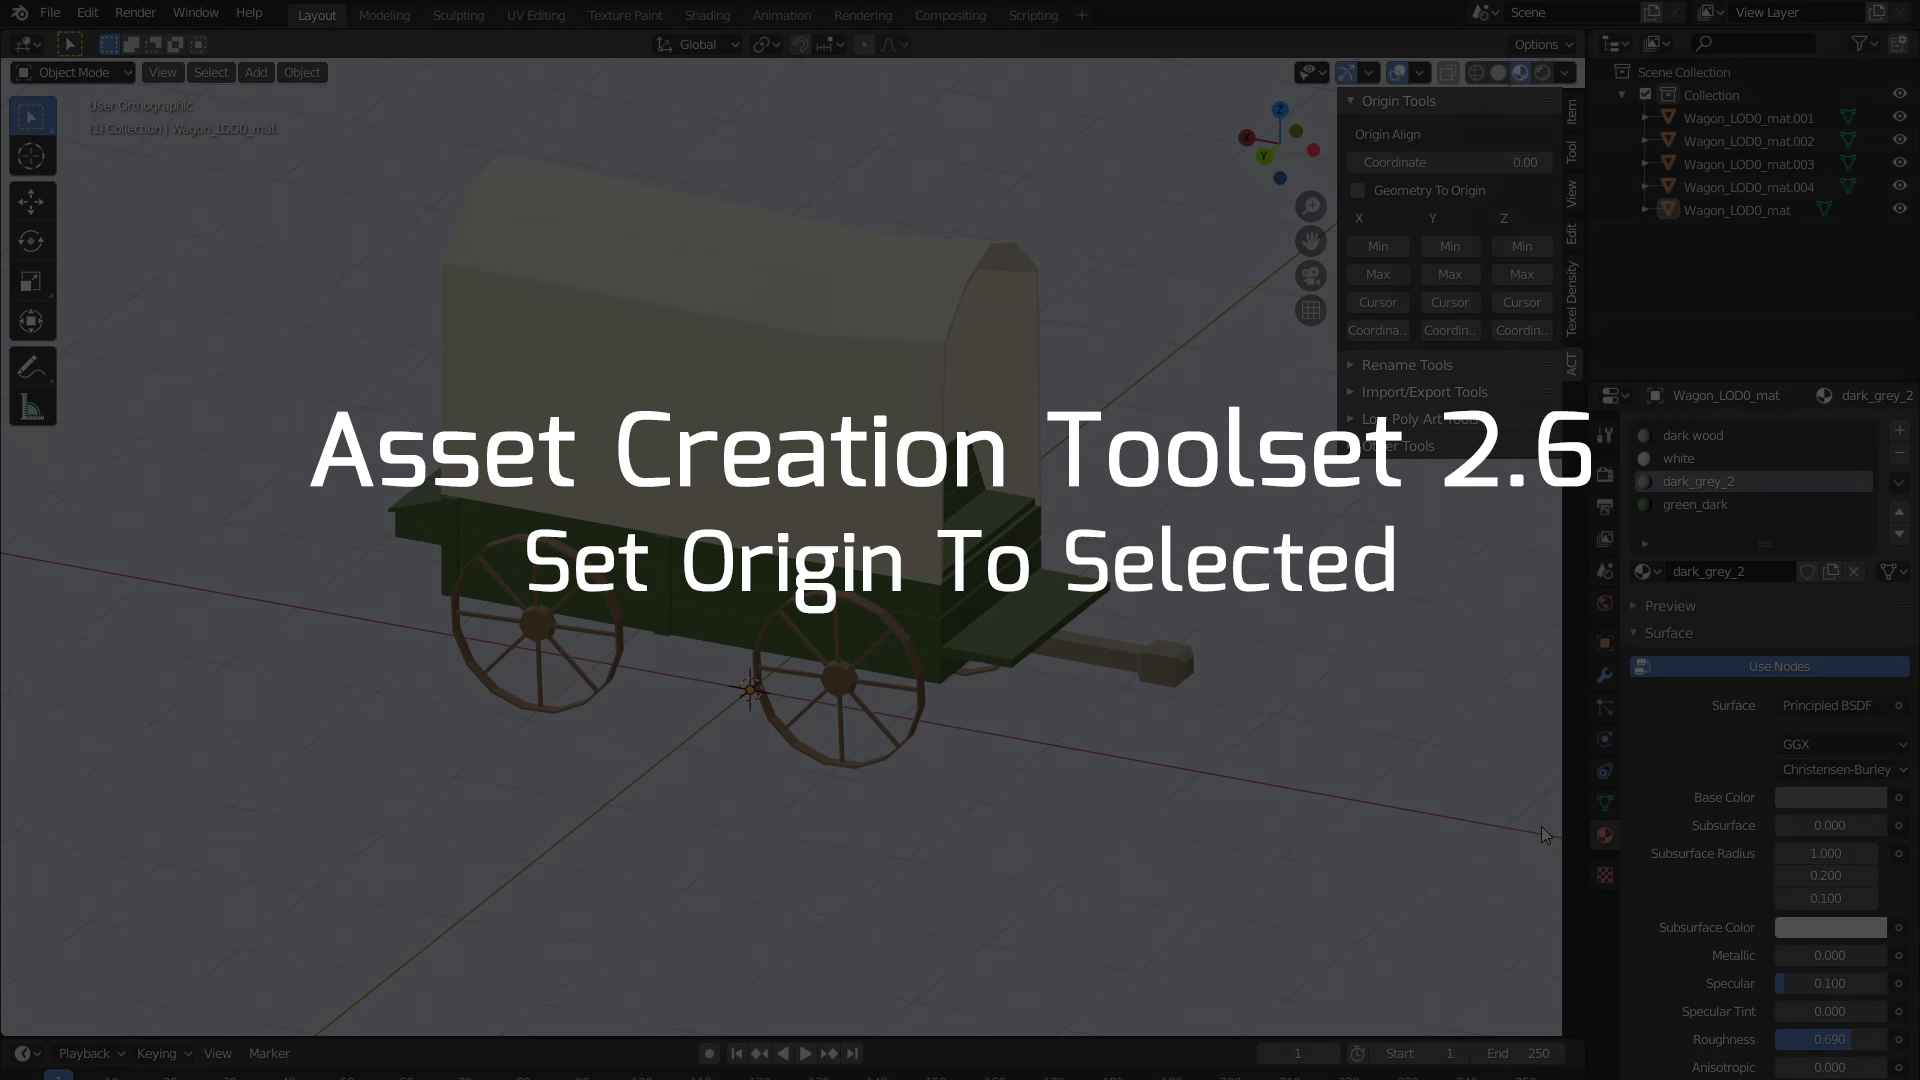 File Edit Render Window Help Layout Modeling Sculpting UV Editing Texture Paint Shading Animation Rendering Compositing Scripting +
Scene
View Layer
Global
Options
Object Mode View Select Add Object
User Orthographic
(1) Collection | Wagon_LOD0_mat
Z
X
Y
Origin Tools
Origin Align
Coordinate 0.00
Geometry To Origin
X Y Z
Min Min Min
Max Max Max
Cursor Cursor Cursor
Coordina.. Coordin.. Coordin..
Rename Tools
Import/Export Tools
Low Poly Art Tools
Other Tools
Item
Tool
View
Edit
Texel Density
ACT
Asset Creation Toolset 2.6
Set Origin To Selected
Scene Collection
Collection
Wagon_LOD0_mat.001
Wagon_LOD0_mat.002
Wagon_LOD0_mat.003
Wagon_LOD0_mat.004
Wagon_LOD0_mat
Wagon_LOD0_mat dark_grey_2
dark wood
white
dark_grey_2
green_dark
dark_grey_2
Preview
Surface
Use Nodes
Surface Principled BSDF
GGX
Christensen-Burley
Base Color
Subsurface 0.000
Subsurface Radius 1.000
0.200
0.100
Subsurface Color
Metallic 0.000
Specular 0.100
Specular Tint 0.000
Roughness 0.690
Anisotropic 0.000
Playback Keying View Marker
1 Start 1 End 250